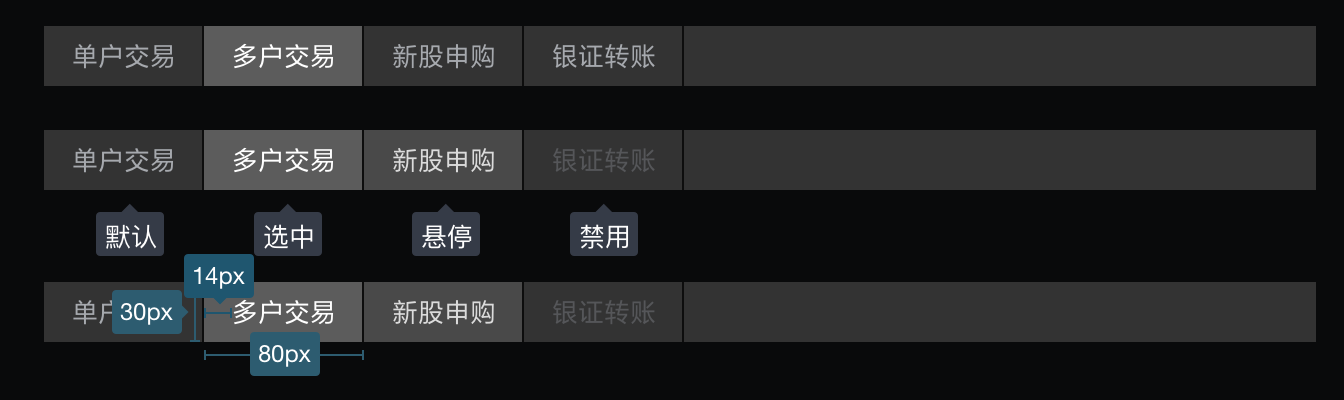 单户交易 多户交易 新股申购 银证转账
单户交易 多户交易 新股申购 银证转账
默认 选中 悬停 禁用
14px
单户 30px 多户交易 新股申购 银证转账
80px